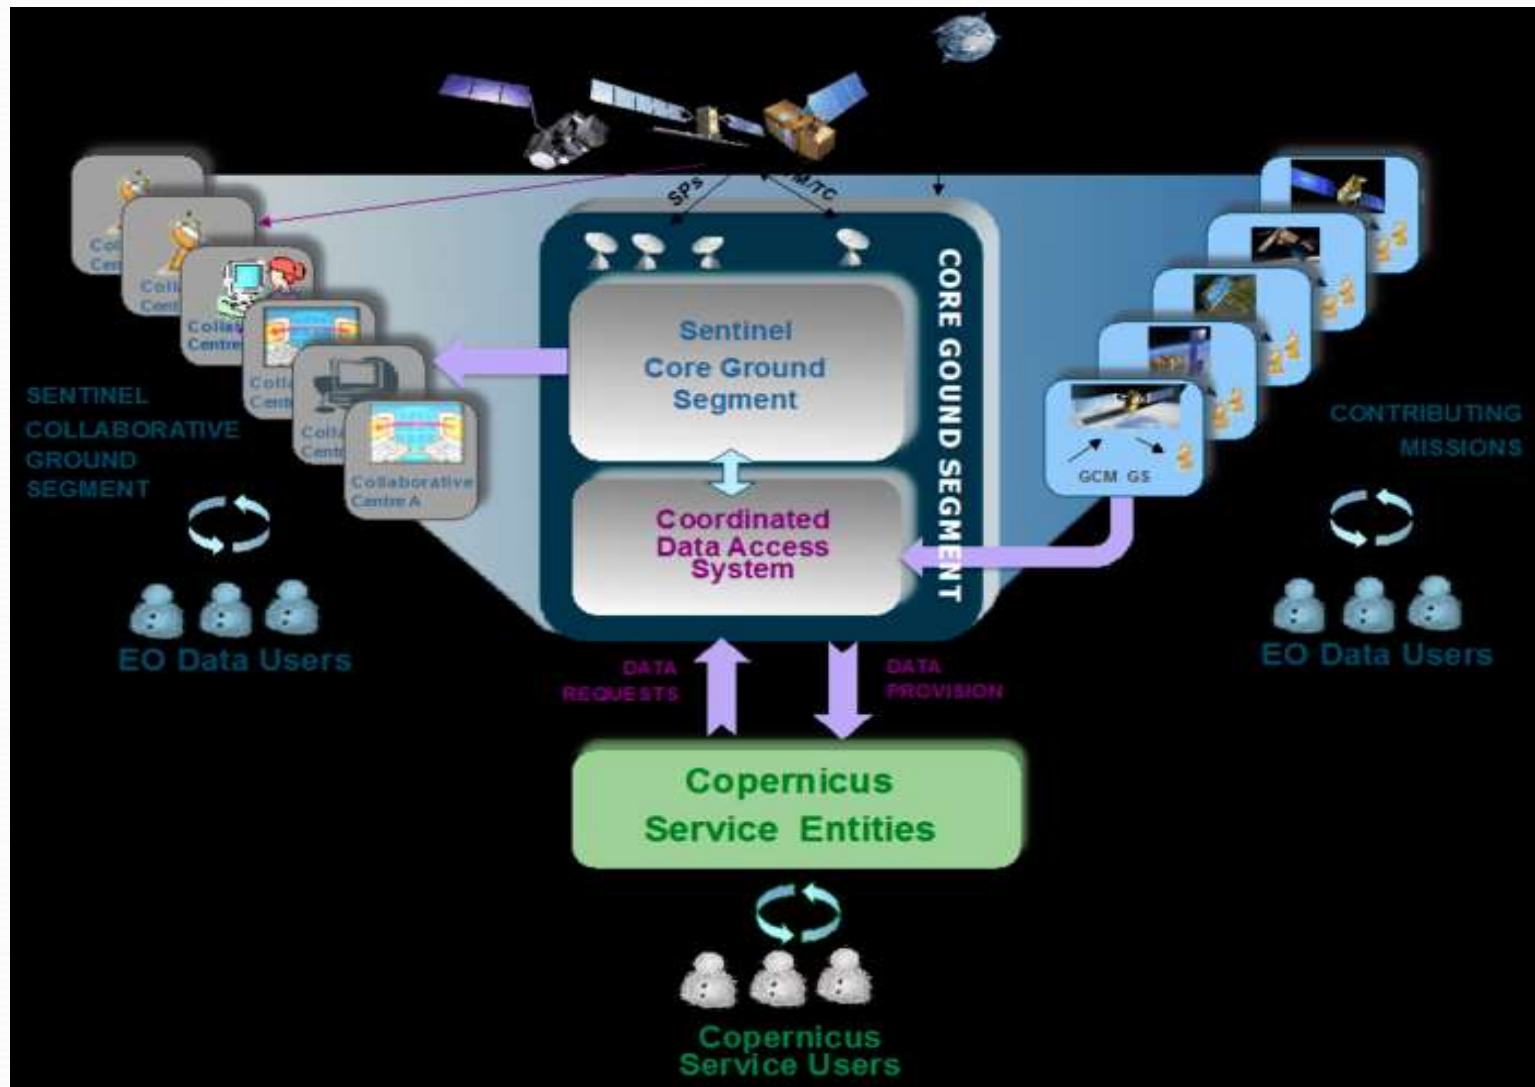 SPs
CORE GOUND SEGMENT
Sentinel
Core Ground
Segment
Coordinated
Data Access
System
Collaborative
Centre A
SENTINEL
COLLABORATIVE
GROUND
SEGMENT
EO Data Users
GCM GS
CONTRIBUTING
MISSIONS
EO Data Users
DATA
REQUESTS
DATA
PROVISION
Copernicus
Service Entities
Copernicus
Service Users